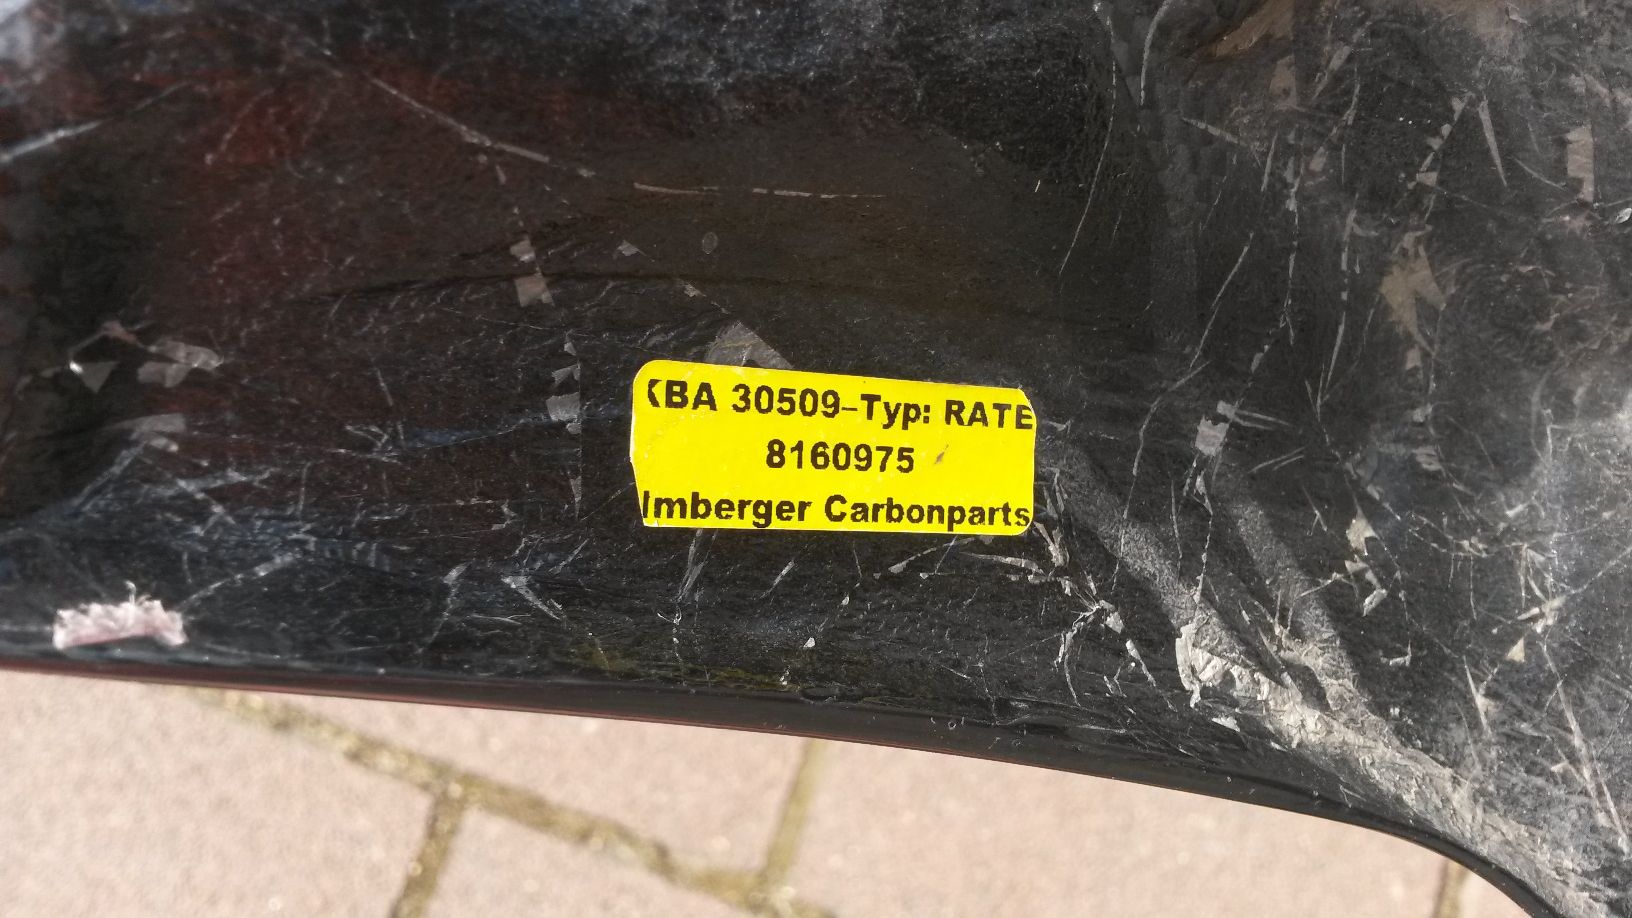 KBA 30509-Typ: RATE
8160975
Imberger Carbonparts